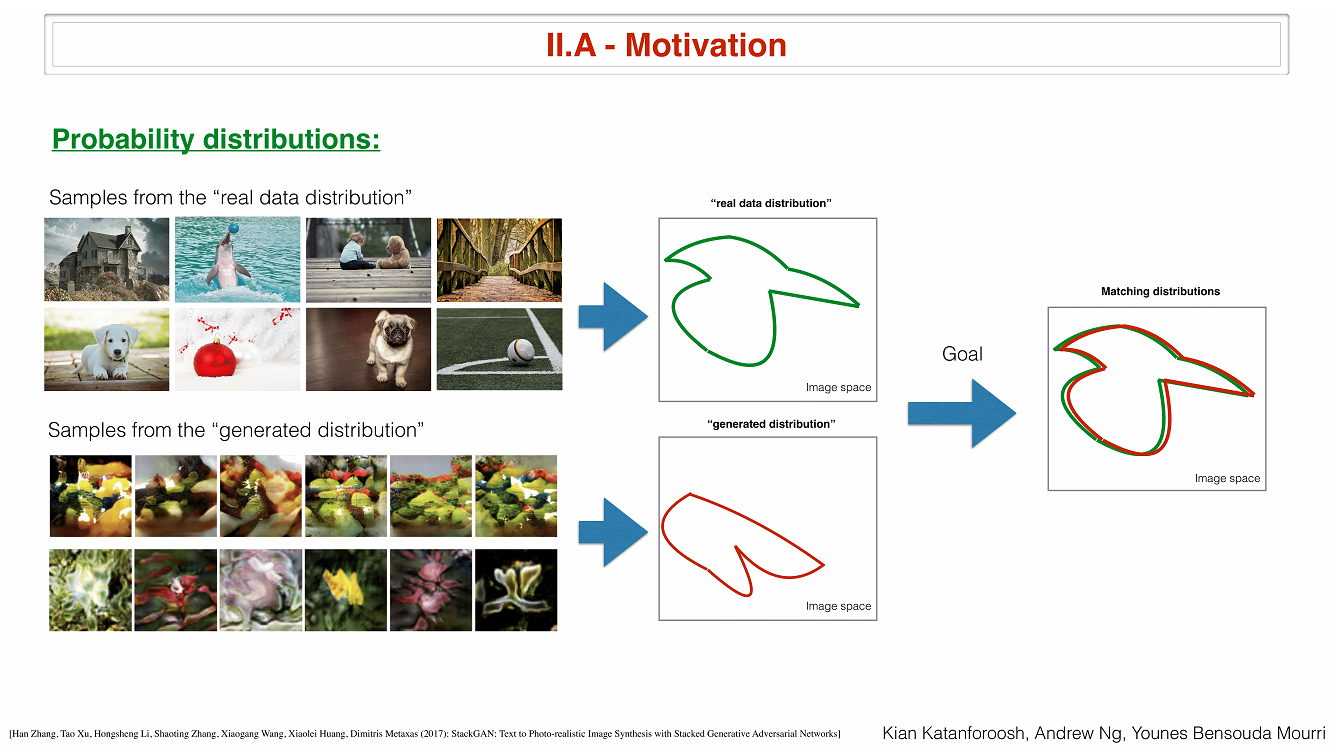 II.A - Motivation
Probability distributions:
Samples from the “real data distribution”
“real data distribution”
Image space
Samples from the “generated distribution”
“generated distribution”
Image space
Goal
Matching distributions
Image space
[Han Zhang, Tao Xu, Hongsheng Li, Shaoting Zhang, Xiaogang Wang, Xiaolei Huang, Dimitris Metaxas (2017): StackGAN: Text to Photo-realistic Image Synthesis with Stacked Generative Adversarial Networks]
Kian Katanforoosh, Andrew Ng, Younes Bensouda Mourri